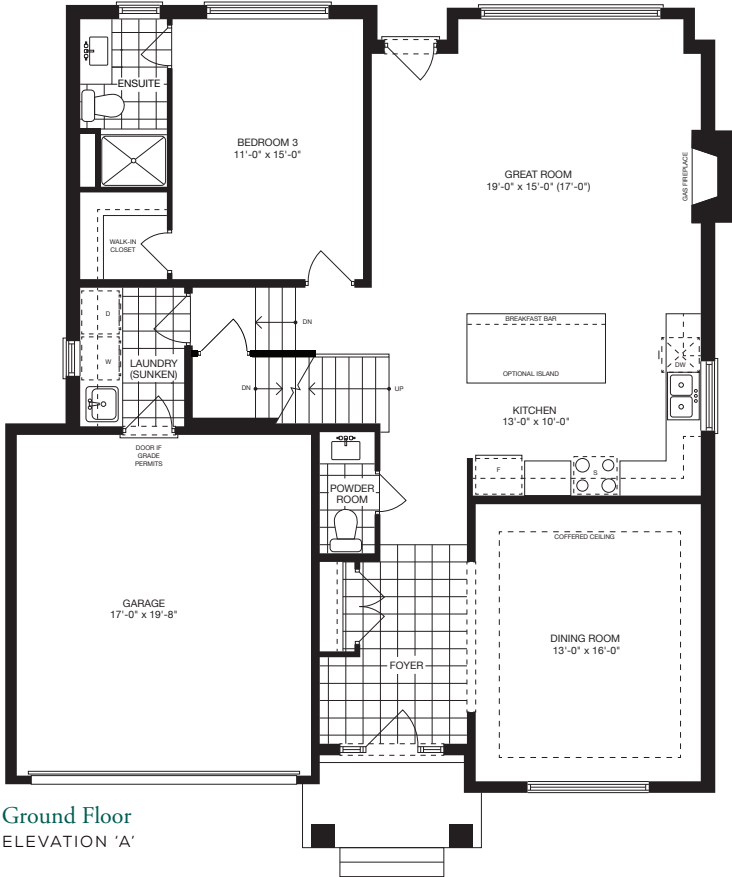 ENSUITE
BEDROOM 3
11'-0" x 15'-0"
GREAT ROOM
19'-0" x 15'-0" (17'-0")
GAS FIREPLACE
WALK-IN
CLOSET
D
DN
BREAKFAST BAR
W
LAUNDRY
(SUNKEN)
DW
OPTIONAL ISLAND
DN
UP
KITCHEN
13'-0" x 10'-0"
DOOR IF
GRADE
PERMITS
F
S
POWDER
ROOM
COFFERED CEILING
GARAGE
17'-0" x 19'-8"
DINING ROOM
13'-0" x 16'-0"
FOYER
Ground Floor
ELEVATION ‘A’